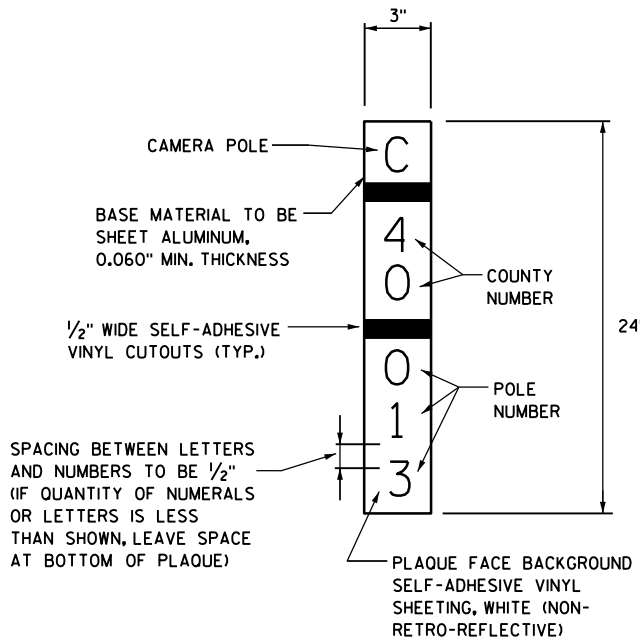 3"
CAMERA POLE
C
BASE MATERIAL TO BE
SHEET ALUMINUM,
0.060" MIN. THICKNESS
4
0
COUNTY
NUMBER
1/2" WIDE SELF-ADHESIVE
VINYL CUTOUTS (TYP.)
24"
0
1
3
POLE
NUMBER
SPACING BETWEEN LETTERS
AND NUMBERS TO BE 1/2"
(IF QUANTITY OF NUMERALS
OR LETTERS IS LESS
THAN SHOWN, LEAVE SPACE
AT BOTTOM OF PLAQUE)
PLAQUE FACE BACKGROUND
SELF-ADHESIVE VINYL
SHEETING, WHITE (NON-
RETRO-REFLECTIVE)